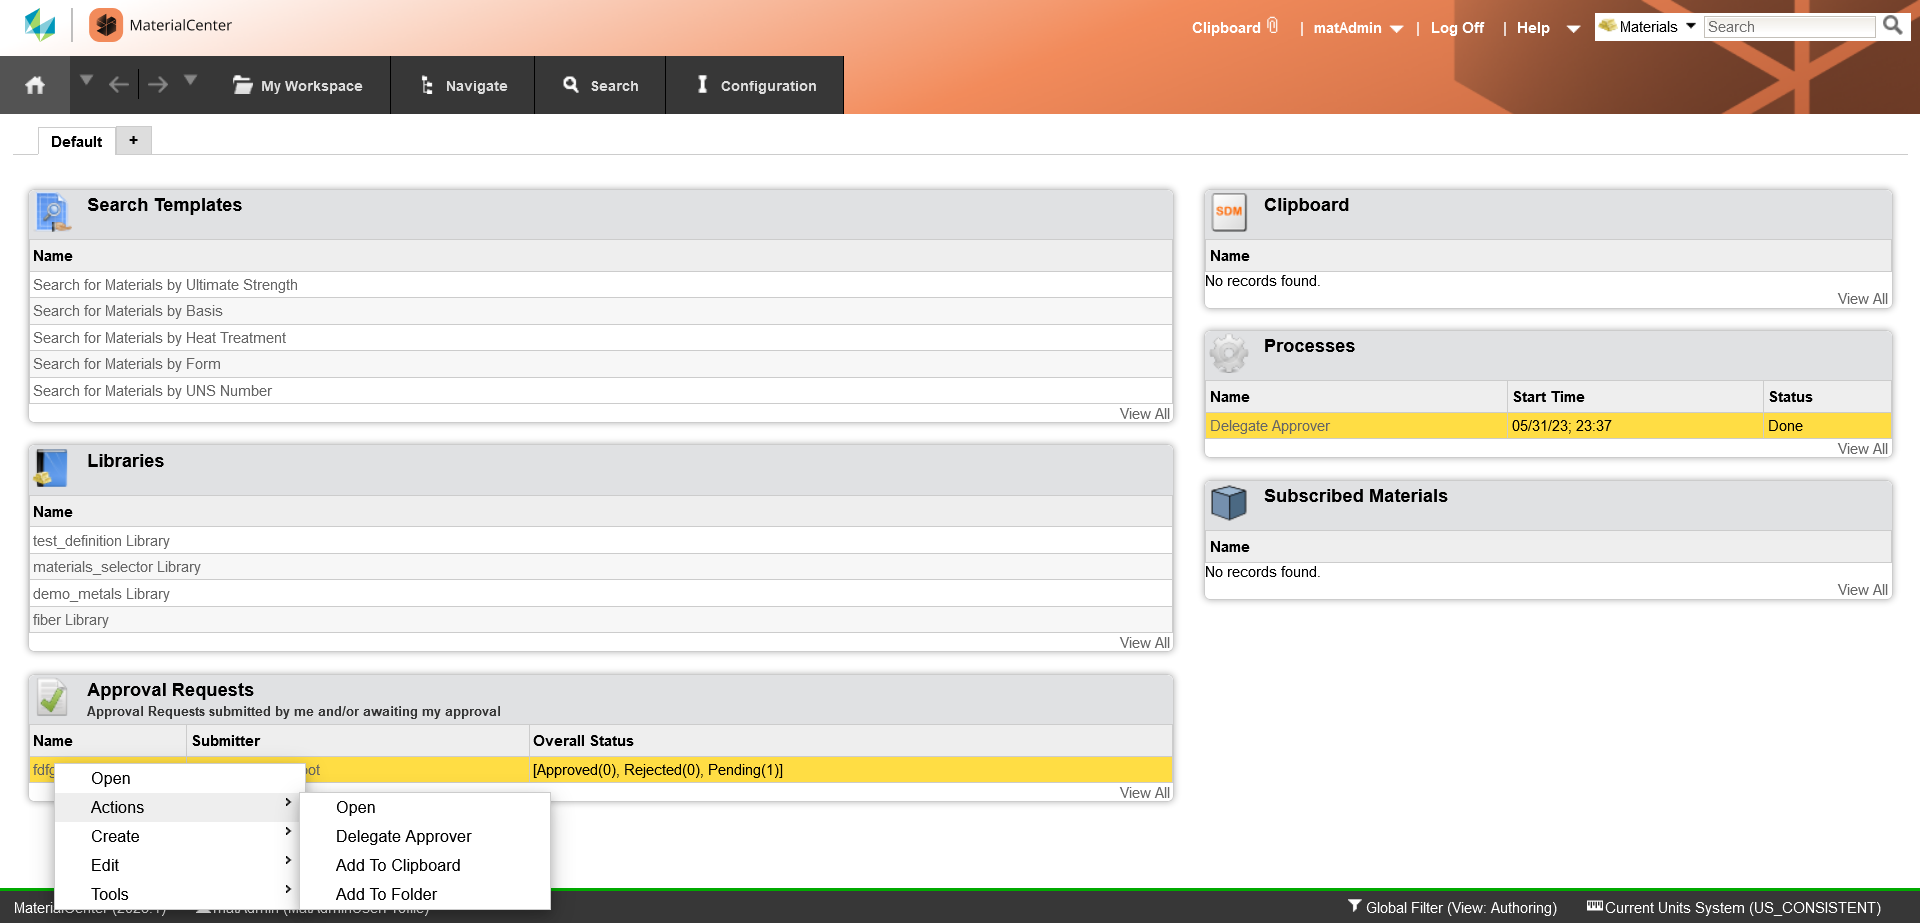 MaterialCenter
Clipboard | matAdmin | Log Off | Help Materials Search
My Workspace Navigate Search Configuration
Default +
Search Templates
Name
Search for Materials by Ultimate Strength
Search for Materials by Basis
Search for Materials by Heat Treatment
Search for Materials by Form
Search for Materials by UNS Number
View All
Libraries
Name
test_definition Library
materials_selector Library
demo_metals Library
fiber Library
View All
Approval Requests
Approval Requests submitted by me and/or awaiting my approval
Name Submitter Overall Status
[Approved(0), Rejected(0), Pending(1)]
View All
Open
Actions
Create
Edit
Tools
Open
Delegate Approver
Add To Clipboard
Add To Folder
SDM Clipboard
Name
No records found.
View All
Processes
Name Start Time Status
Delegate Approver 05/31/23; 23:37 Done
View All
Subscribed Materials
Name
No records found.
View All
Global Filter (View: Authoring) Current Units System (US_CONSISTENT)